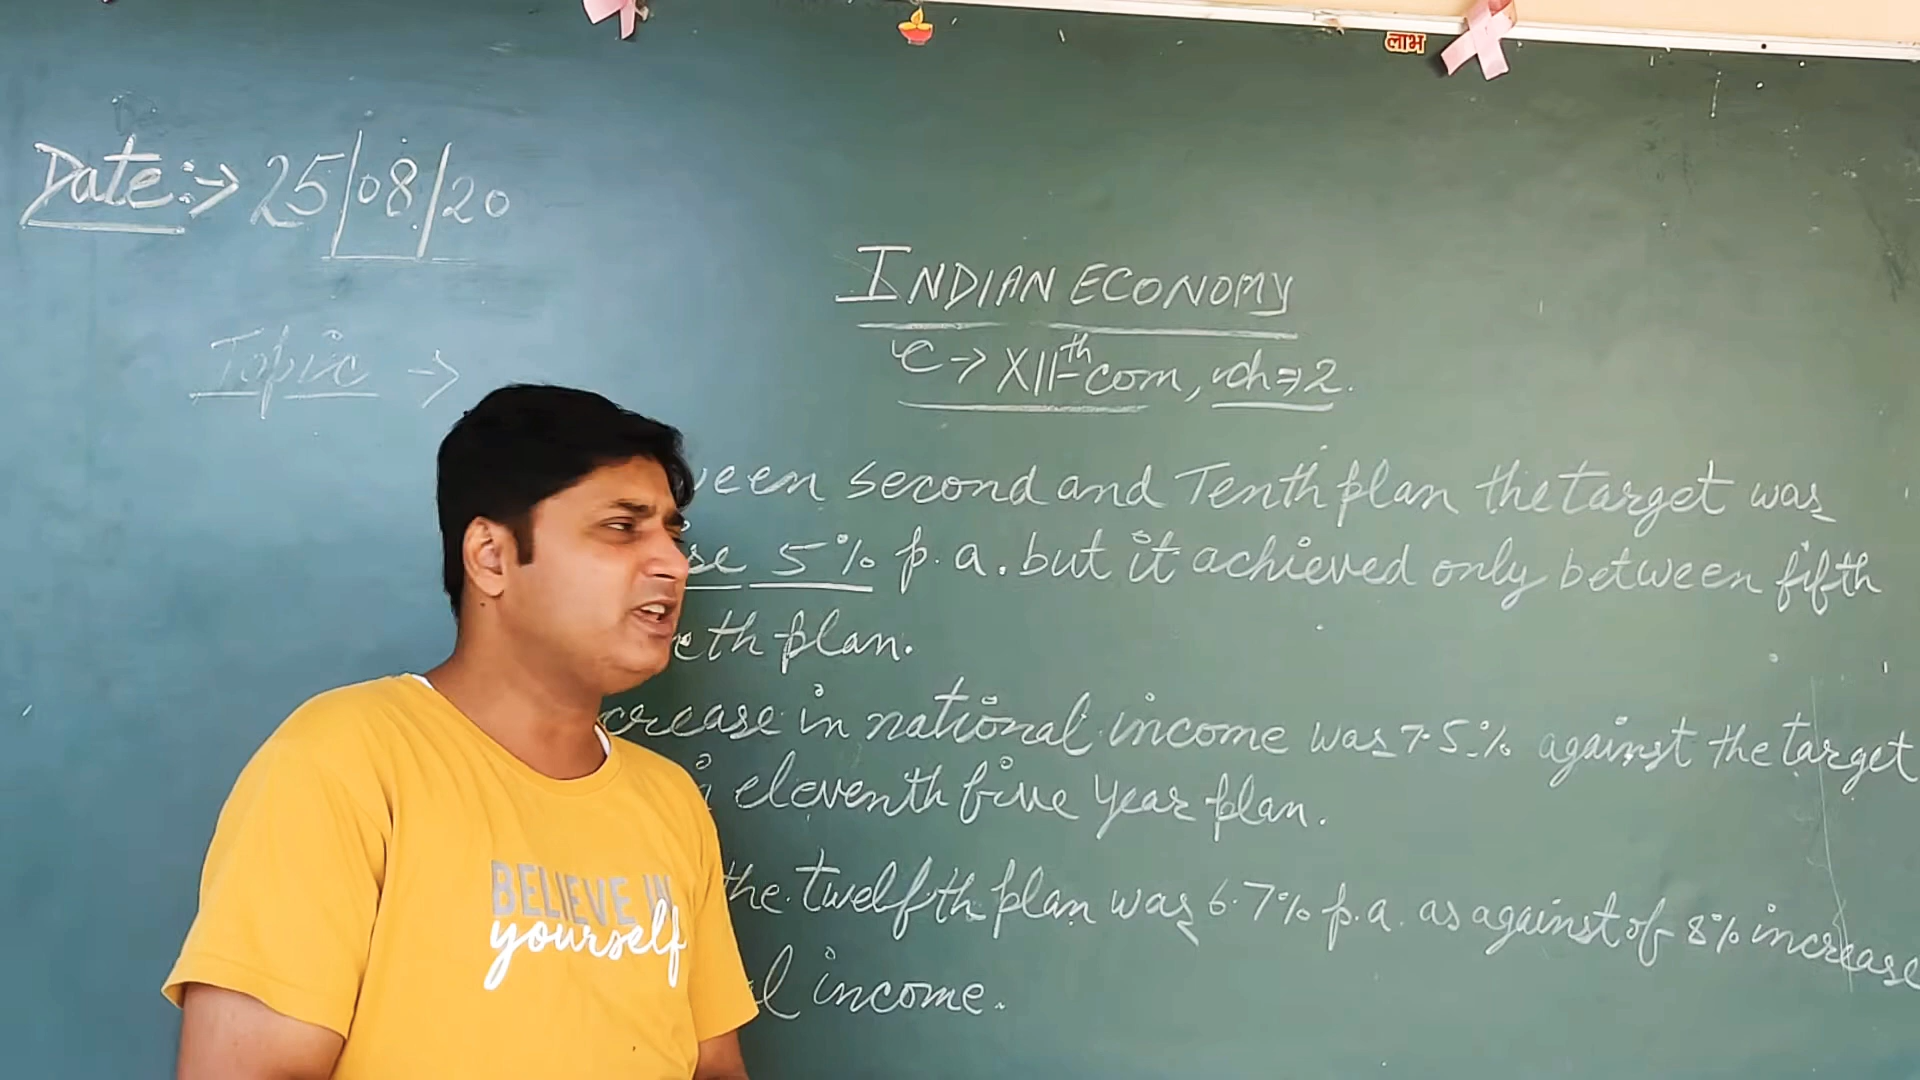 लाभ
Date:-> 25/08/20
INDIAN ECONOMY
Topic ->
C -> XIIth com, ch => 2.
ween second and Tenth plan the target was
se 5% p.a. but it achieved only between fifth
eth plan.
crease in national income was 7.5% against the target
eleventh five year plan.
the twelfth plan was 6.7% p.a. as against of 8% increase
l income.
BELIEVE IN
yourself